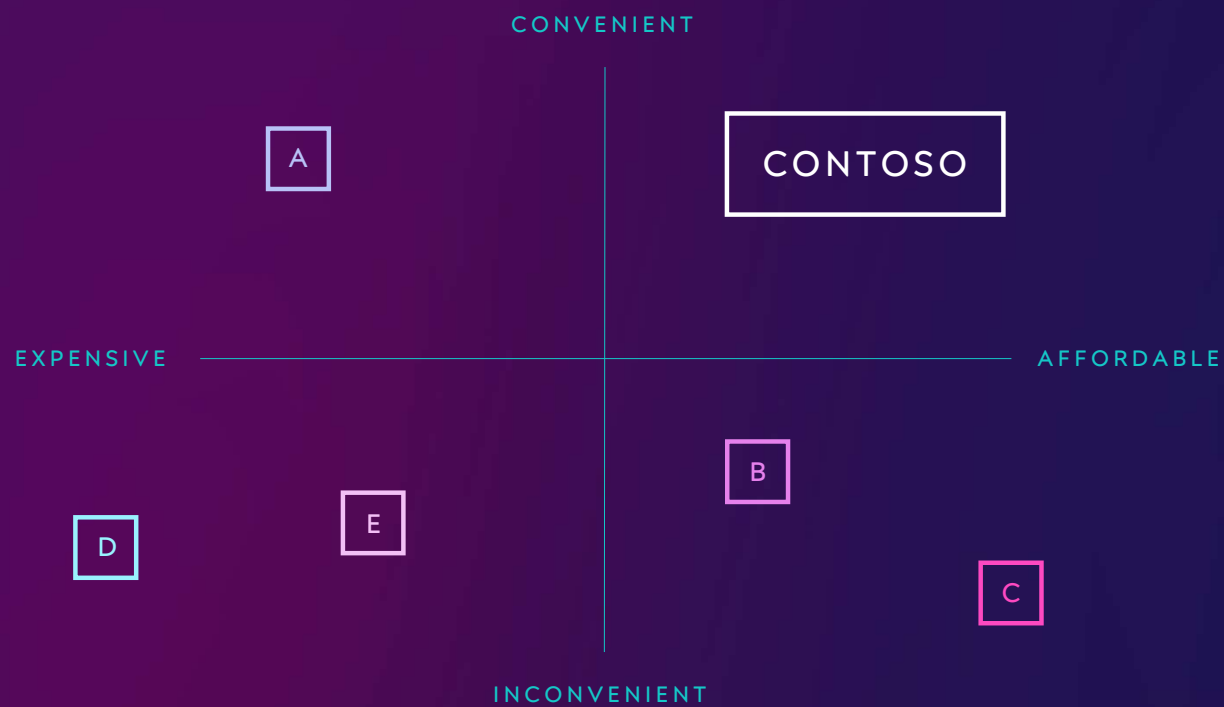 CONVENIENT
A
CONTOSO
EXPENSIVE
AFFORDABLE
B
E
D
C
INCONVENIENT